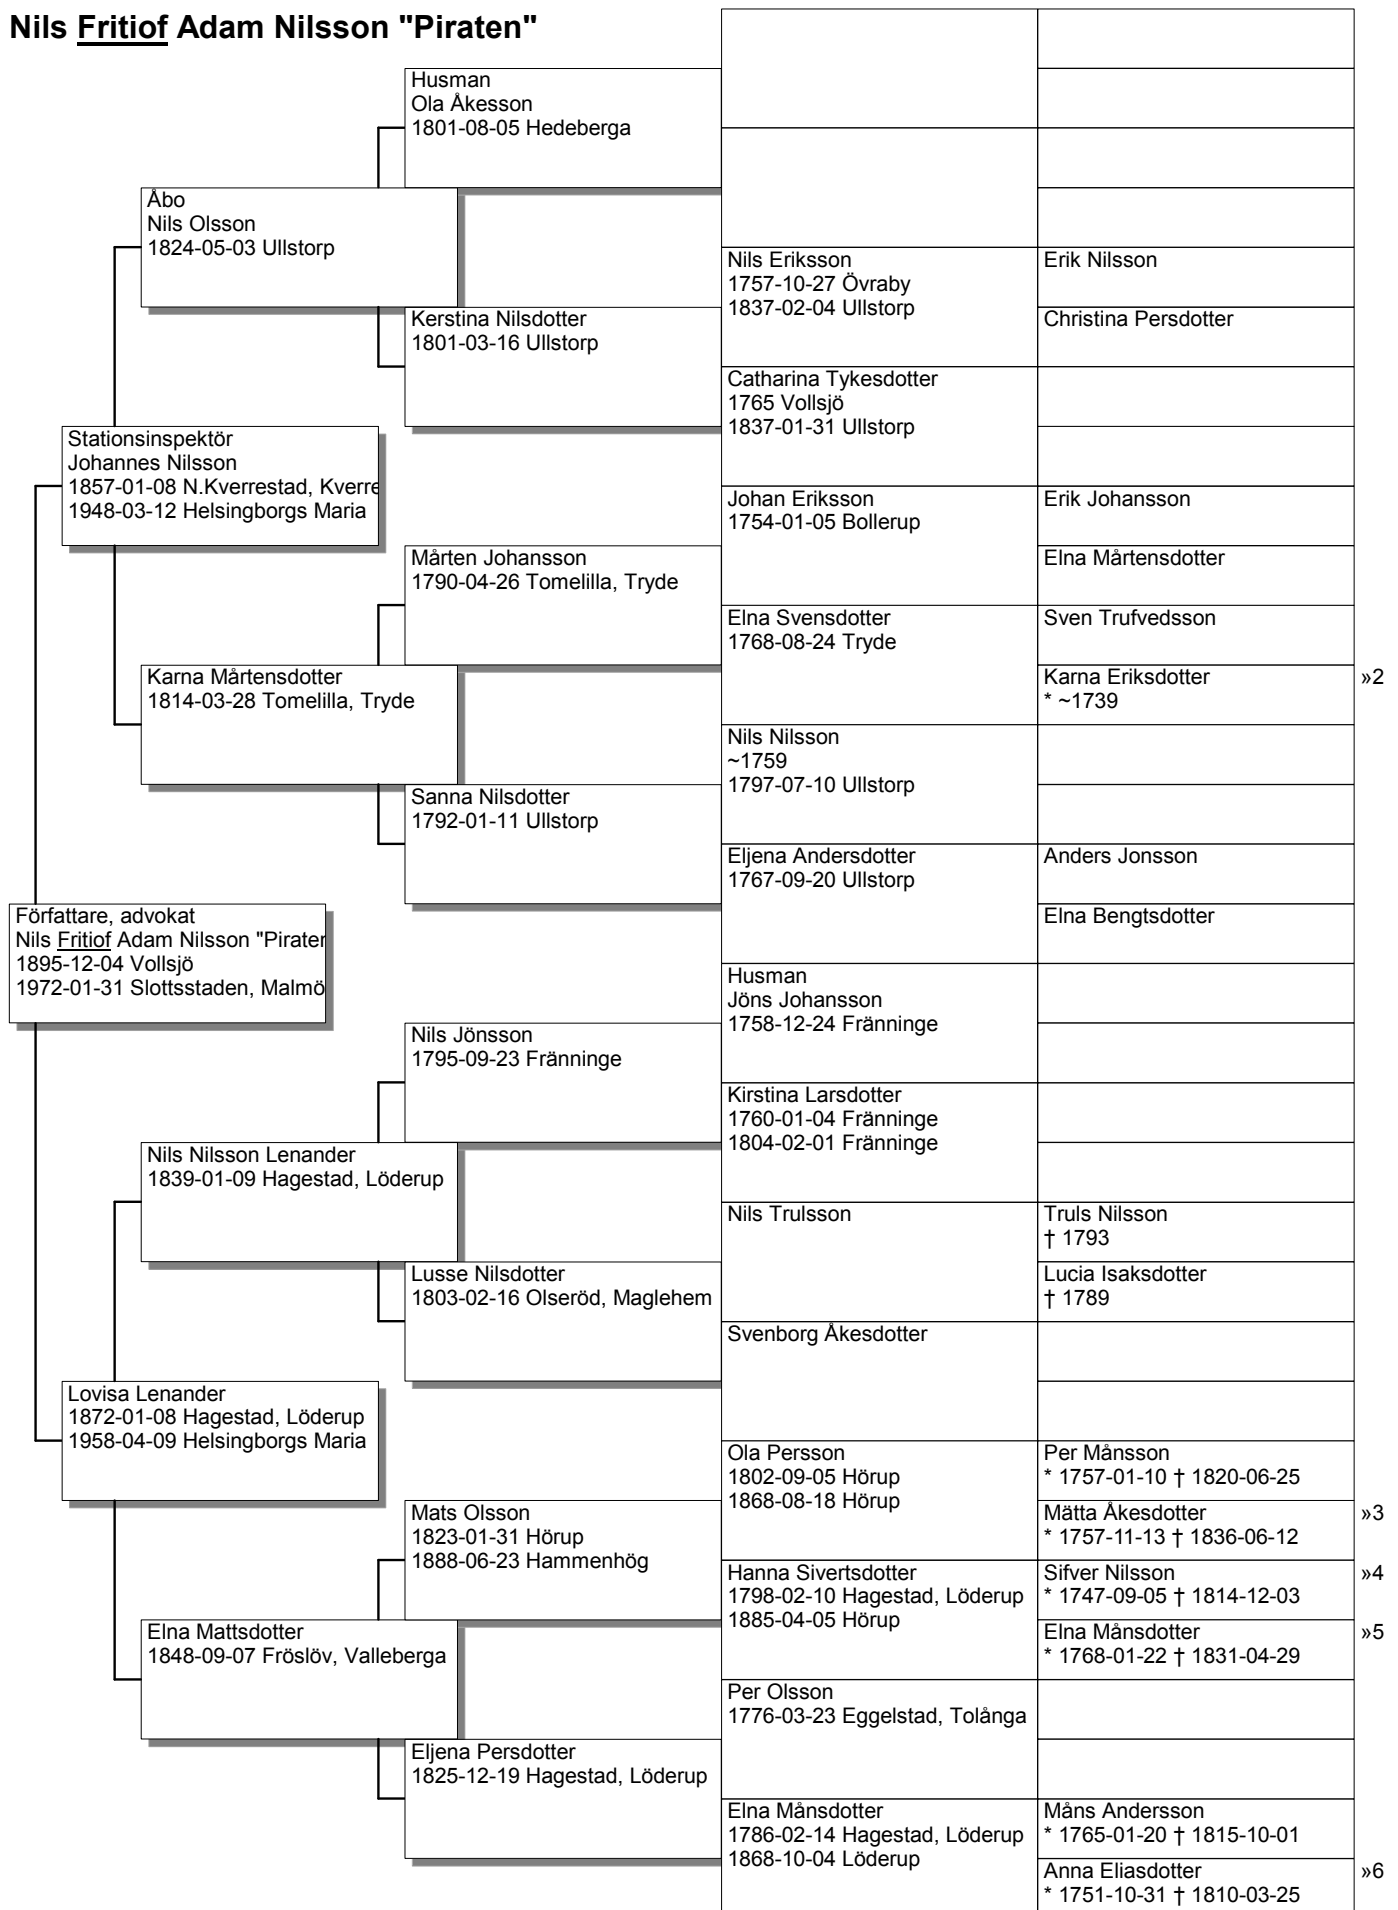 Nils Fritiof Adam Nilsson "Piraten"
Husman
Ola Åkesson
1801-08-05 Hedeberga
Åbo
Nils Olsson
1824-05-03 Ullstorp
Nils Eriksson
1757-10-27 Övraby
1837-02-04 Ullstorp
Erik Nilsson
Kerstina Nilsdotter
1801-03-16 Ullstorp
Christina Persdotter
Catharina Tykesdotter
1765 Vollsjö
1837-01-31 Ullstorp
Stationsinspektör
Johannes Nilsson
1857-01-08 N.Kverrestad, Kverre
1948-03-12 Helsingborgs Maria
Johan Eriksson
1754-01-05 Bollerup
Erik Johansson
Mårten Johansson
1790-04-26 Tomelilla, Tryde
Elna Mårtensdotter
Elna Svensdotter
1768-08-24 Tryde
Sven Trufvedsson
Karna Mårtensdotter
1814-03-28 Tomelilla, Tryde
Karna Eriksdotter
* ~1739
»2
Nils Nilsson
~1759
1797-07-10 Ullstorp
Sanna Nilsdotter
1792-01-11 Ullstorp
Eljena Andersdotter
1767-09-20 Ullstorp
Anders Jonsson
Författare, advokat
Nils Fritiof Adam Nilsson "Piraten
1895-12-04 Vollsjö
1972-01-31 Slottsstaden, Malmö
Elna Bengtsdotter
Husman
Jöns Johansson
1758-12-24 Fränninge
Nils Jönsson
1795-09-23 Fränninge
Kirstina Larsdotter
1760-01-04 Fränninge
1804-02-01 Fränninge
Nils Nilsson Lenander
1839-01-09 Hagestad, Löderup
Nils Trulsson
Truls Nilsson
† 1793
Lusse Nilsdotter
1803-02-16 Olseröd, Maglehem
Lucia Isaksdotter
† 1789
Svenborg Åkesdotter
Lovisa Lenander
1872-01-08 Hagestad, Löderup
1958-04-09 Helsingborgs Maria
Ola Persson
1802-09-05 Hörup
1868-08-18 Hörup
Per Månsson
* 1757-01-10 † 1820-06-25
Mats Olsson
1823-01-31 Hörup
1888-06-23 Hammenhög
Mätta Åkesdotter
* 1757-11-13 † 1836-06-12
»3
Hanna Sivertsdotter
1798-02-10 Hagestad, Löderup
1885-04-05 Hörup
Sifver Nilsson
* 1747-09-05 † 1814-12-03
»4
Elna Mattsdotter
1848-09-07 Fröslöv, Valleberga
Elna Månsdotter
* 1768-01-22 † 1831-04-29
»5
Per Olsson
1776-03-23 Eggelstad, Tolånga
Eljena Persdotter
1825-12-19 Hagestad, Löderup
Elna Månsdotter
1786-02-14 Hagestad, Löderup
1868-10-04 Löderup
Måns Andersson
* 1765-01-20 † 1815-10-01
Anna Eliasdotter
* 1751-10-31 † 1810-03-25
»6